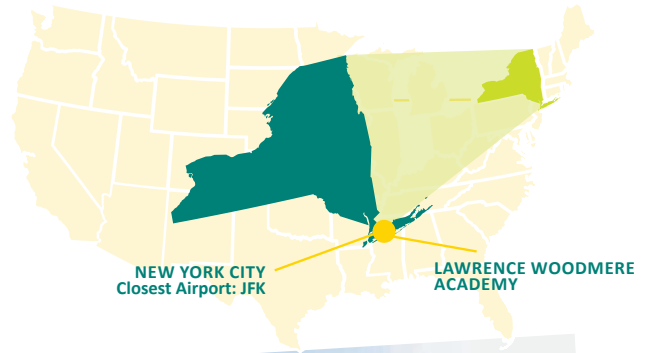 NEW YORK CITY
Closest Airport: JFK
LAWRENCE WOODMERE
ACADEMY